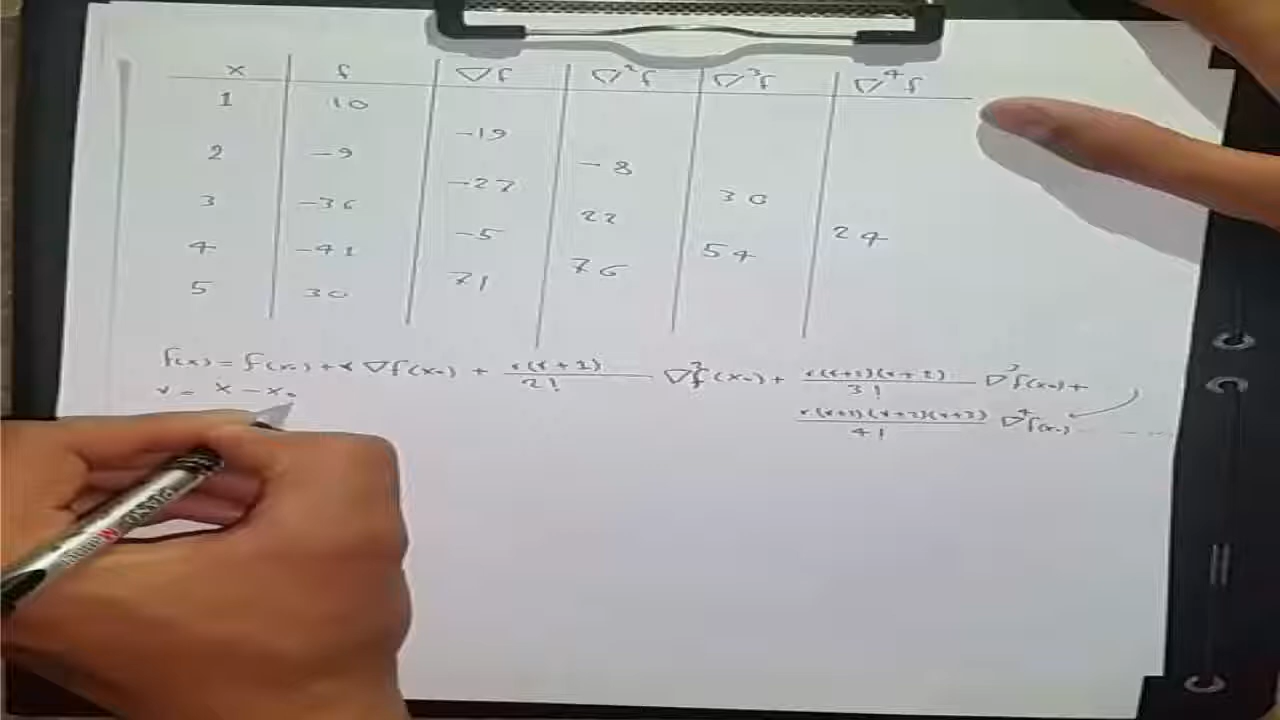 x f ∇f ∇²f ∇³f ∇⁴f
1 10
-19
2 -9 -8
-27 30
3 -36 22 24
-5 54
4 -41 76
71
5 30
f(x) = f(x₀) + r ∇f(x₀) + r(r+1)/2! ∇²f(x₀) + r(r+1)(r+2)/3! ∇³f(x₀) +
r(r+1)(r+2)(r+3)/4! ∇⁴f(x₀) - - - - -
r = x - x₀